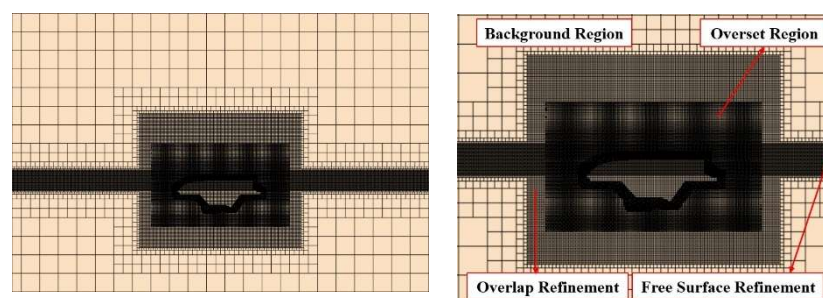 Background Region
Overset Region
Overlap Refinement
Free Surface Refinement